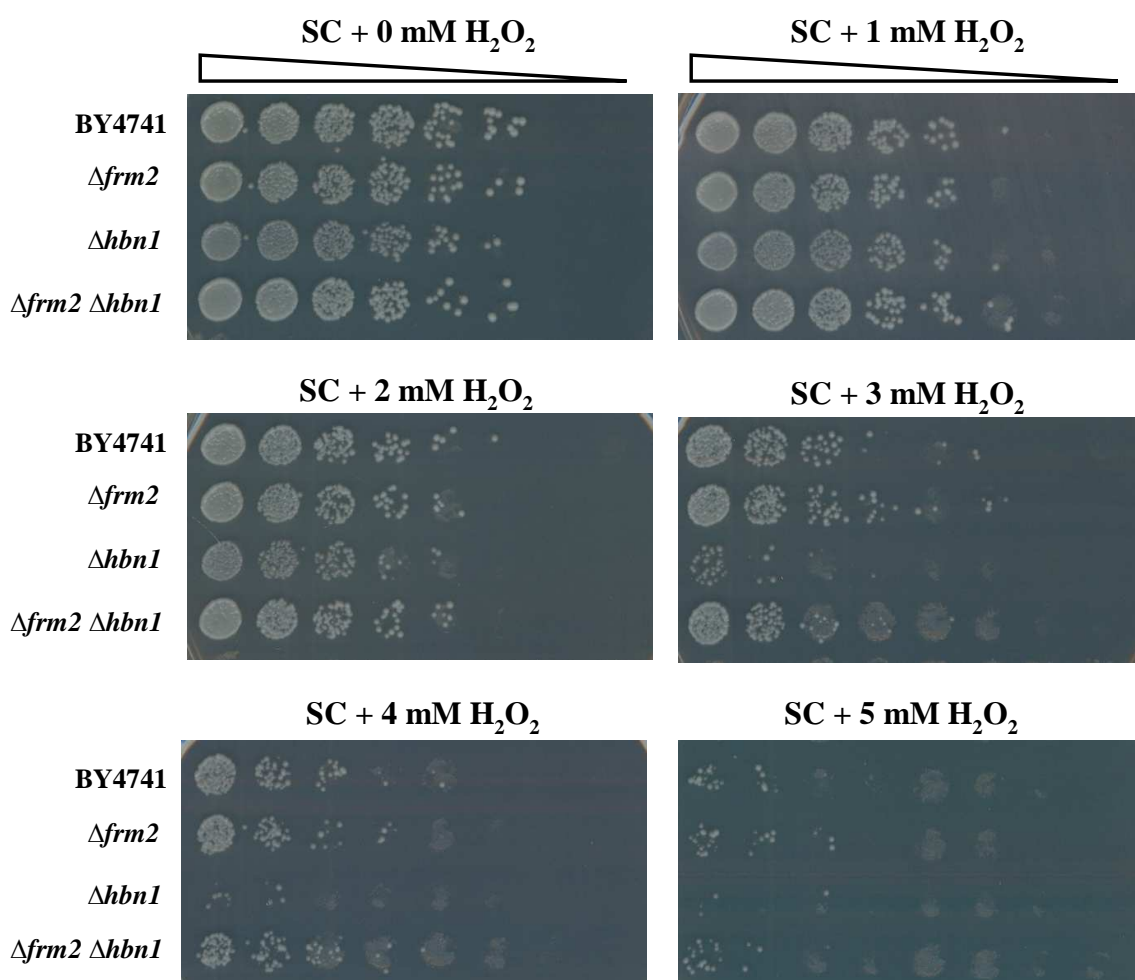 SC + 0 mM H₂O₂
SC + 1 mM H₂O₂
BY4741
Δfrm2
Δhbn1
Δfrm2 Δhbn1
SC + 2 mM H₂O₂
SC + 3 mM H₂O₂
BY4741
Δfrm2
Δhbn1
Δfrm2 Δhbn1
SC + 4 mM H₂O₂
SC + 5 mM H₂O₂
BY4741
Δfrm2
Δhbn1
Δfrm2 Δhbn1